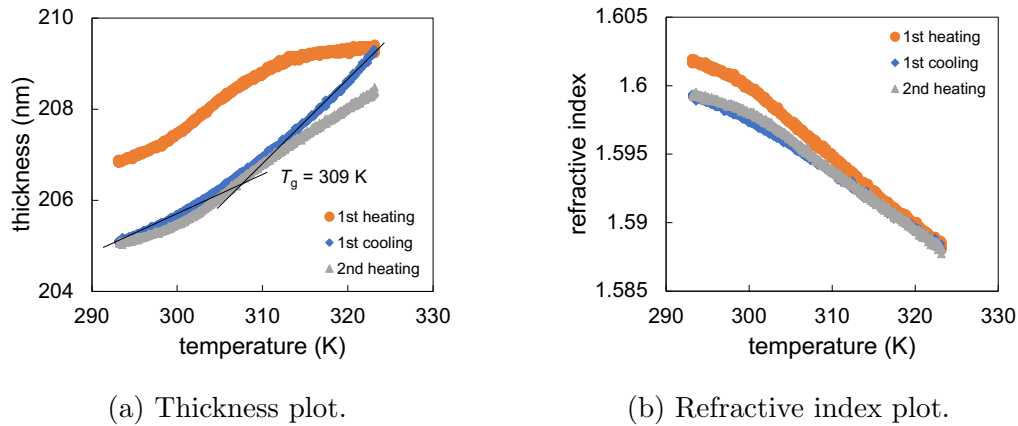 210
208
206
204
thickness (nm)
290
300
310
320
330
temperature (K)
T_g = 309 K
1st heating
1st cooling
2nd heating
(a) Thickness plot.
1.605
1.6
1.595
1.59
1.585
refractive index
290
300
310
320
330
temperature (K)
1st heating
1st cooling
2nd heating
(b) Refractive index plot.